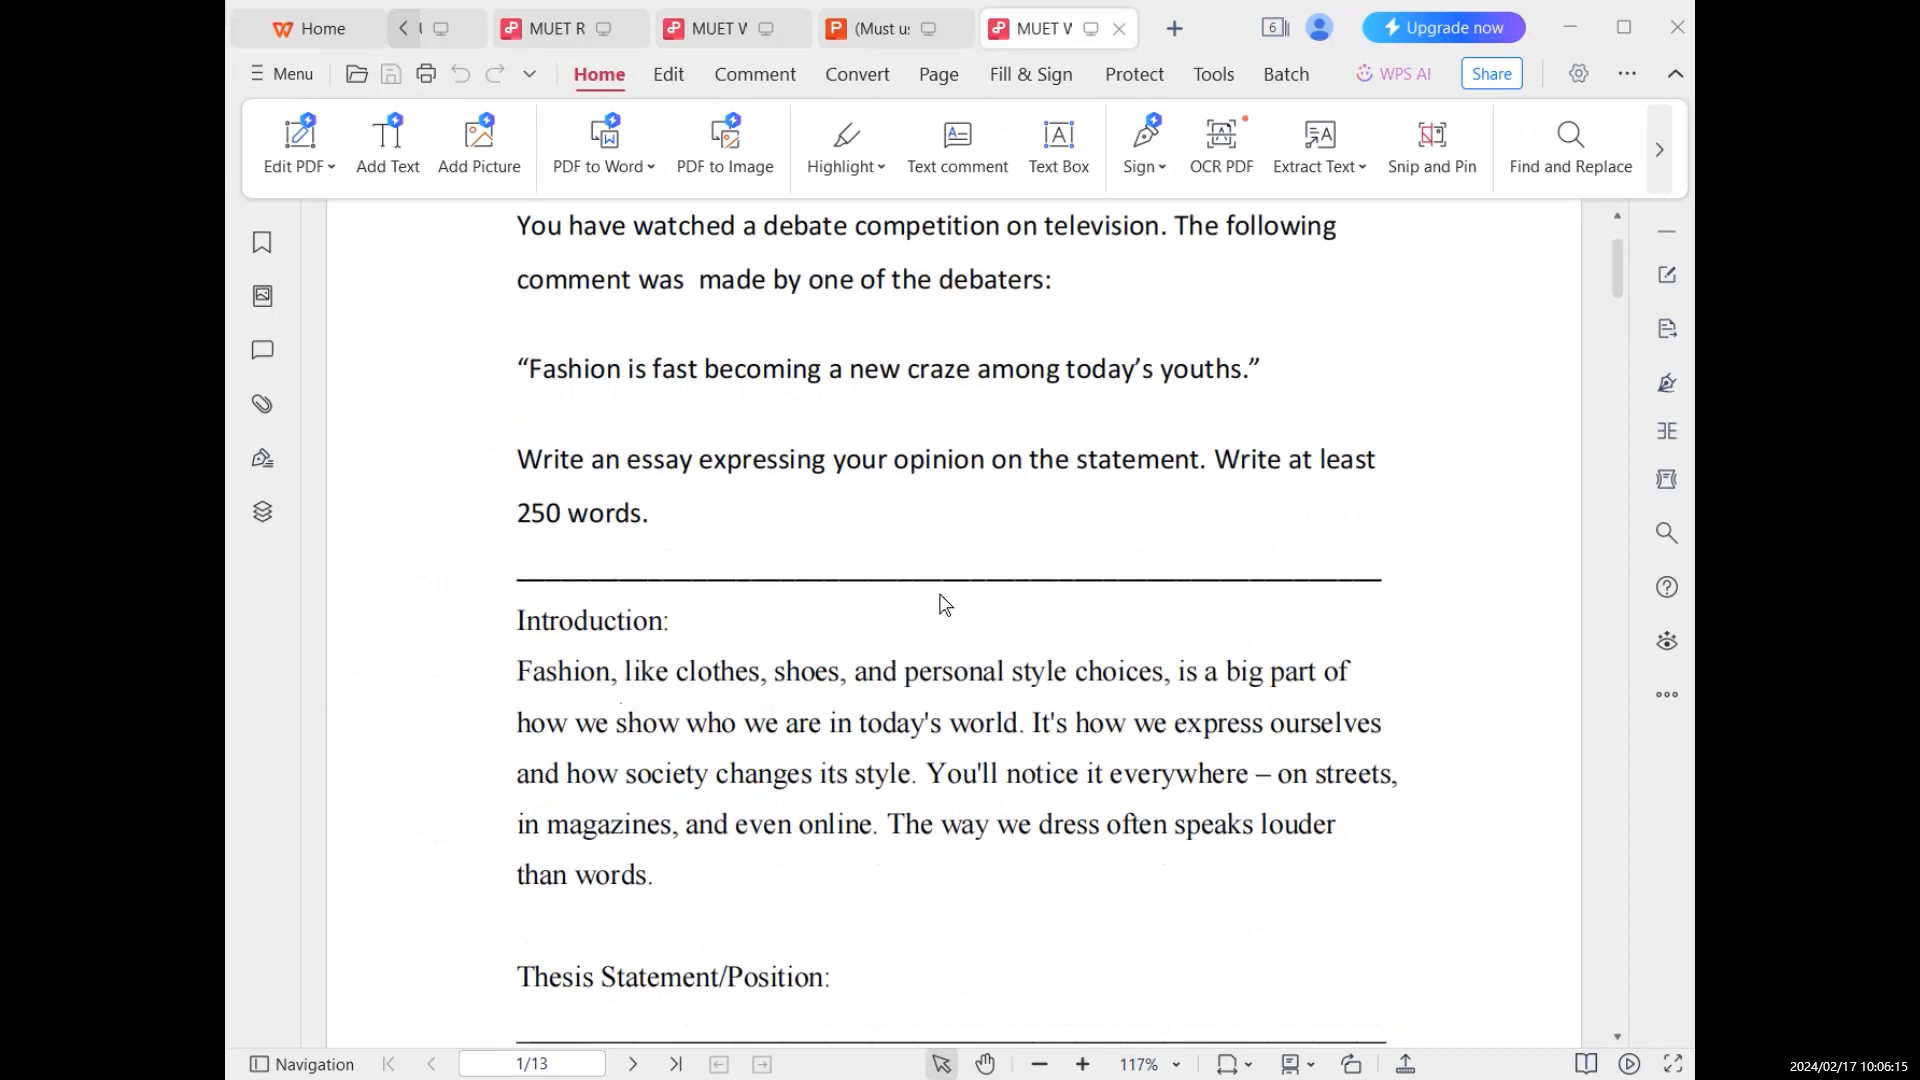 Home
MUET R
MUET V
(Must u
MUET V
6
Upgrade now
Menu
Home
Edit
Comment
Convert
Page
Fill & Sign
Protect
Tools
Batch
WPS AI
Share
Edit PDF
Add Text
Add Picture
PDF to Word
PDF to Image
Highlight
Text comment
Text Box
Sign
OCR PDF
Extract Text
Snip and Pin
Find and Replace
You have watched a debate competition on television. The following
comment was  made by one of the debaters:
“Fashion is fast becoming a new craze among today’s youths.”
Write an essay expressing your opinion on the statement. Write at least
250 words.
Introduction:
Fashion, like clothes, shoes, and personal style choices, is a big part of
how we show who we are in today's world. It's how we express ourselves
and how society changes its style. You'll notice it everywhere – on streets,
in magazines, and even online. The way we dress often speaks louder
than words.
Thesis Statement/Position:
Navigation
1/13
117%
2024/02/17 10:06:15